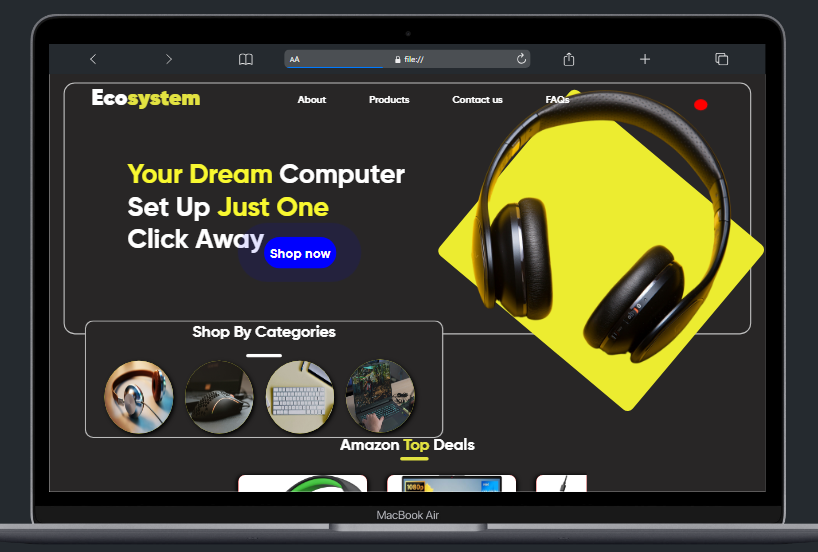 AA
file://
Ecosystem
About
Products
Contact us
FAQs
Your Dream Computer
Set Up Just One
Click Away
Shop now
Shop By Categories
Amazon Top Deals
1080p
MacBook Air